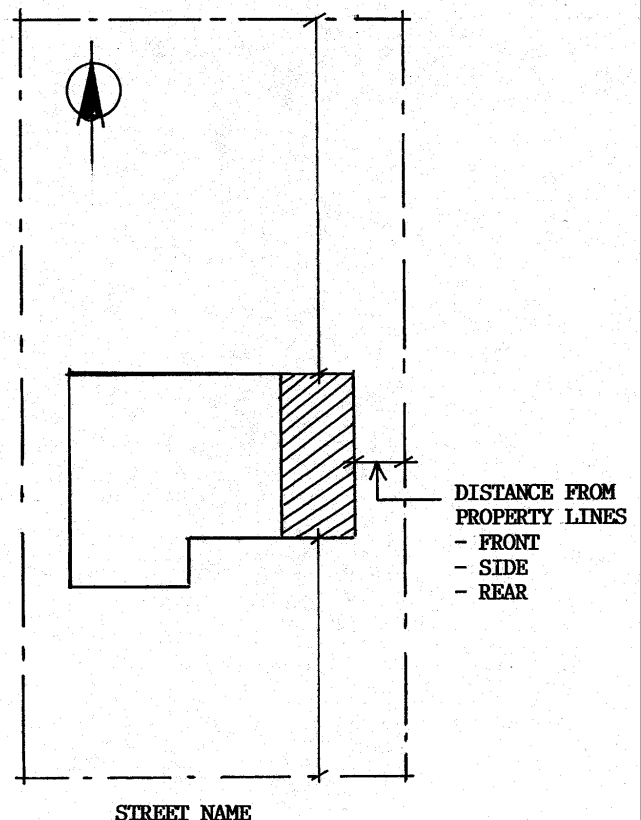 DISTANCE FROM
PROPERTY LINES
- FRONT
- SIDE
- REAR
STREET NAME